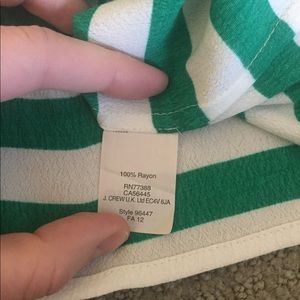 100% Rayon
RN77388
CA56445
J. CREW U.K. Ltd EC4V 6JA
Style 96447
FA 12